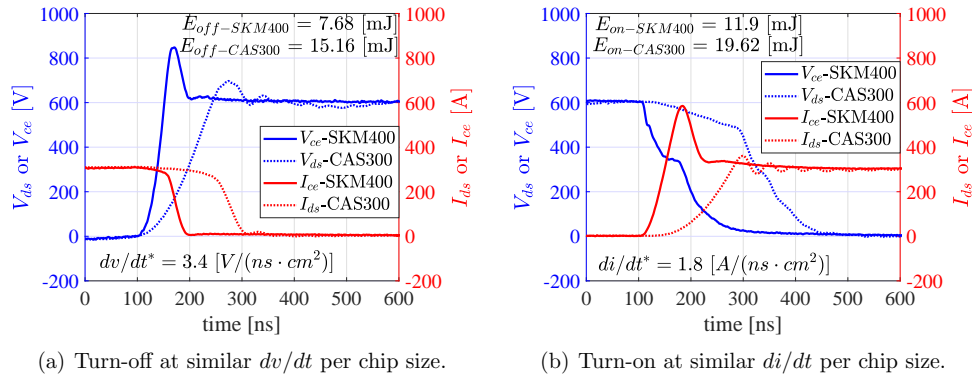 E_{off-SKM400} = 7.68 [mJ]
E_{off-CAS300} = 15.16 [mJ]
1000
800
600
400
200
0
-200
V_{ds} or V_{ce} [V]
V_{ce}-SKM400
V_{ds}-CAS300
I_{ce}-SKM400
I_{ds}-CAS300
dv/dt* = 3.4 [V/(ns · cm²)]
1000
800
600
400
200
0
-200
I_{ds} or I_{ce} [A]
0 100 200 300 400 500 600
time [ns]
(a) Turn-off at similar dv/dt per chip size.
E_{on-SKM400} = 11.9 [mJ]
E_{on-CAS300} = 19.62 [mJ]
1000
800
600
400
200
0
-200
V_{ds} or V_{ce}
V_{ce}-SKM400
V_{ds}-CAS300
I_{ce}-SKM400
I_{ds}-CAS300
di/dt* = 1.8 [A/(ns · cm²)]
1000
800
600
400
200
0
-200
I_{ds} or I_{ce} [A]
0 100 200 300 400 500 600
time [ns]
(b) Turn-on at similar di/dt per chip size.